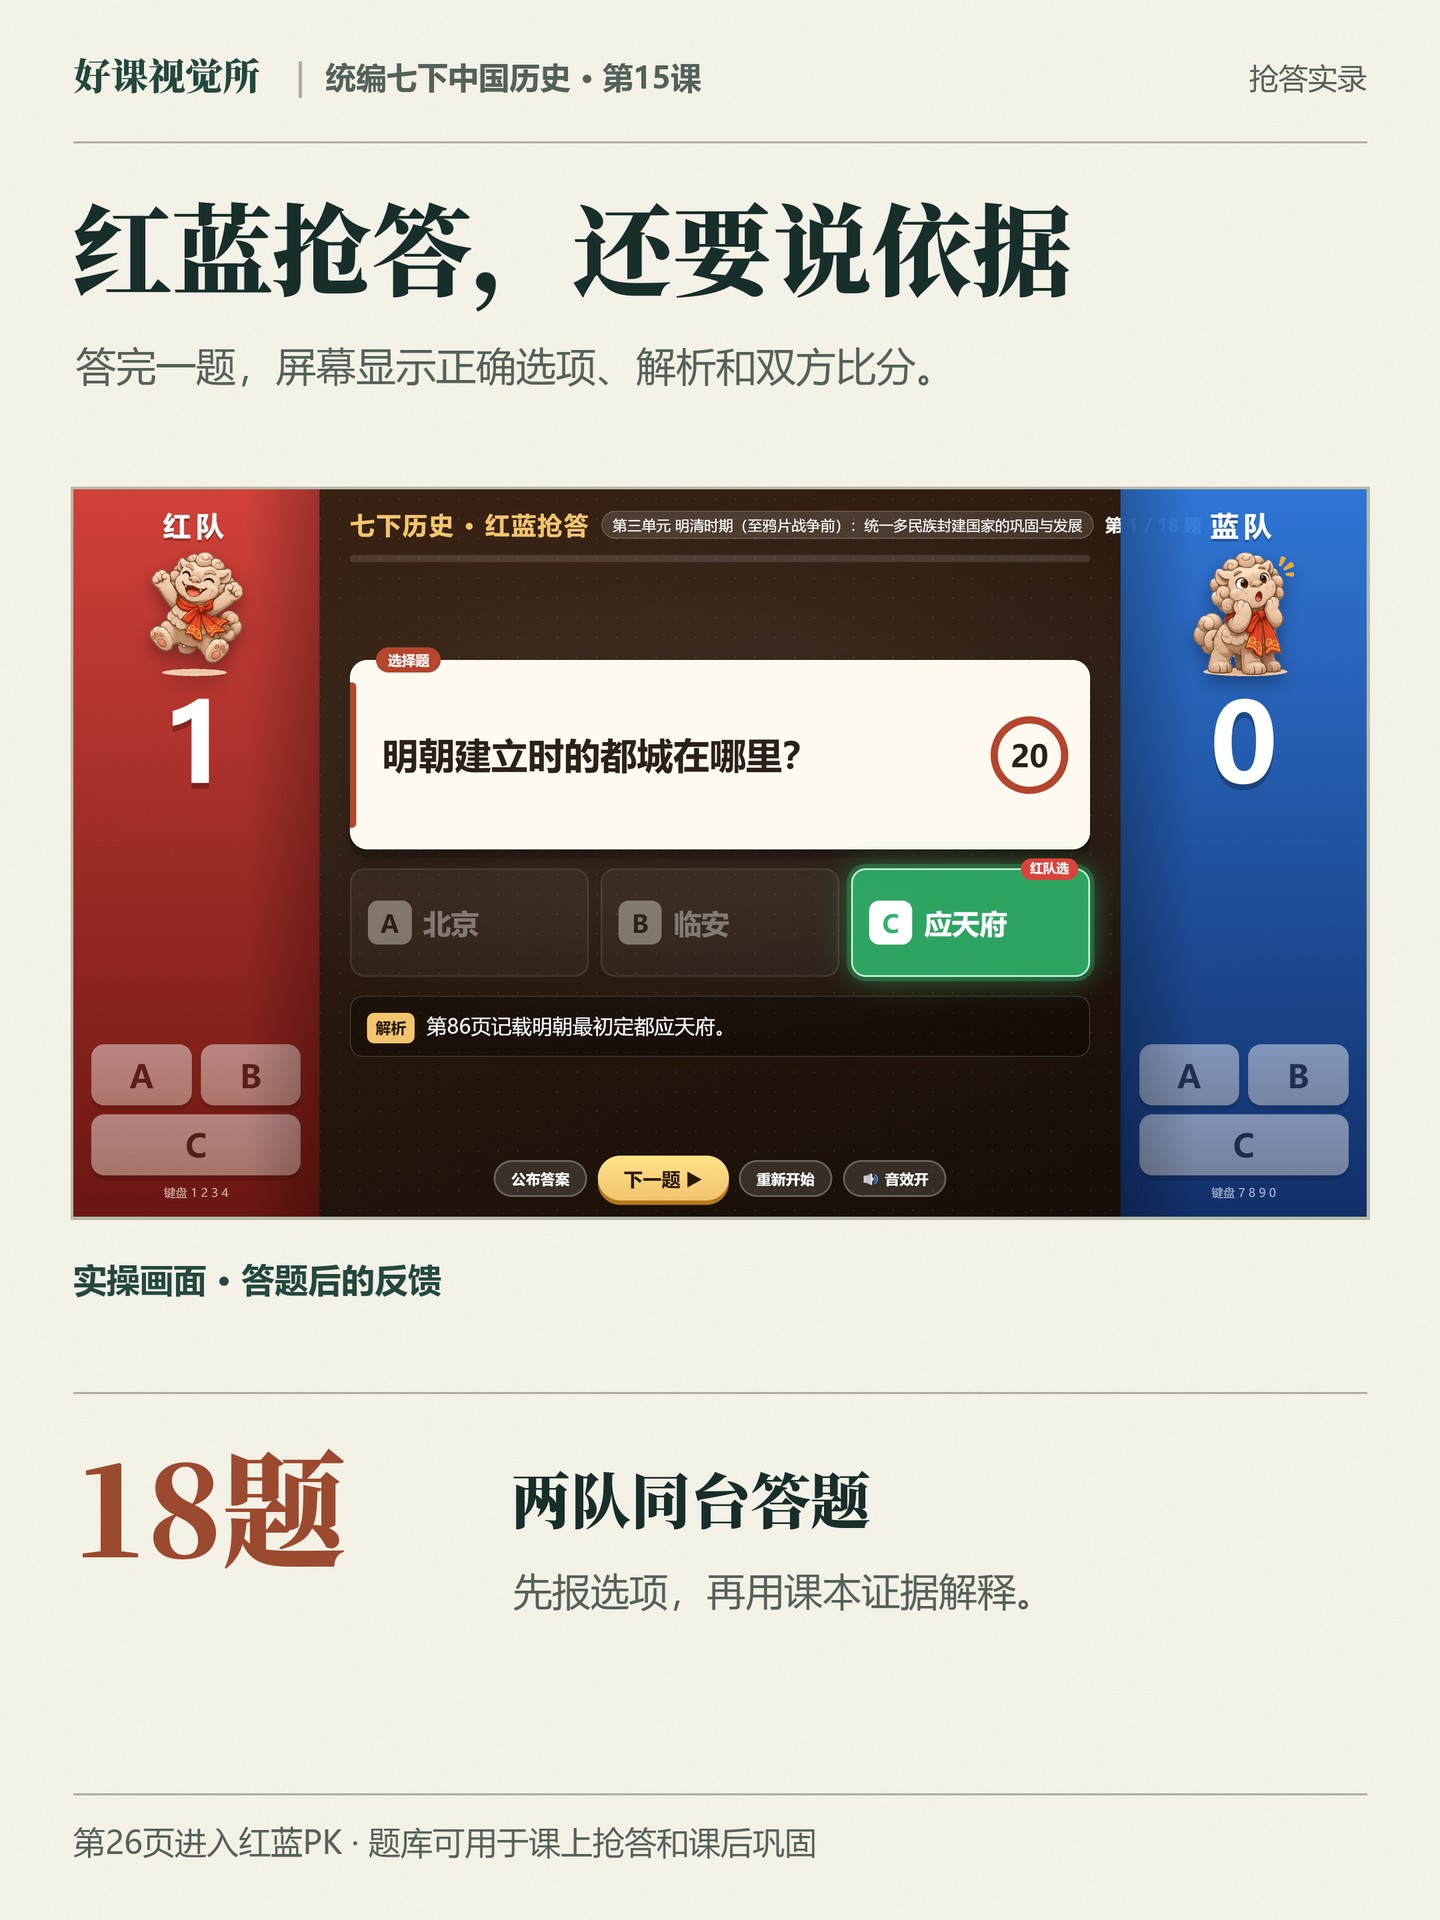 好课视觉所 | 统编七下中国历史·第15课
抢答实录
红蓝抢答，还要说依据
答完一题，屏幕显示正确选项、解析和双方比分。
红队
七下历史·红蓝抢答
第三单元 明清时期（至鸦片战争前）：统一多民族封建国家的巩固与发展
第 1 / 18 题
蓝队
1
0
选择题
明朝建立时的都城在哪里？
20
红队选
A 北京
B 临安
C 应天府
解析 第86页记载明朝最初定都应天府。
A B
C
键盘 1 2 3 4
A B
C
键盘 7 8 9 0
公布答案
下一题 ▶
重新开始
音效开
实操画面·答题后的反馈
18题
两队同台答题
先报选项，再用课本证据解释。
第26页进入红蓝PK · 题库可用于课上抢答和课后巩固